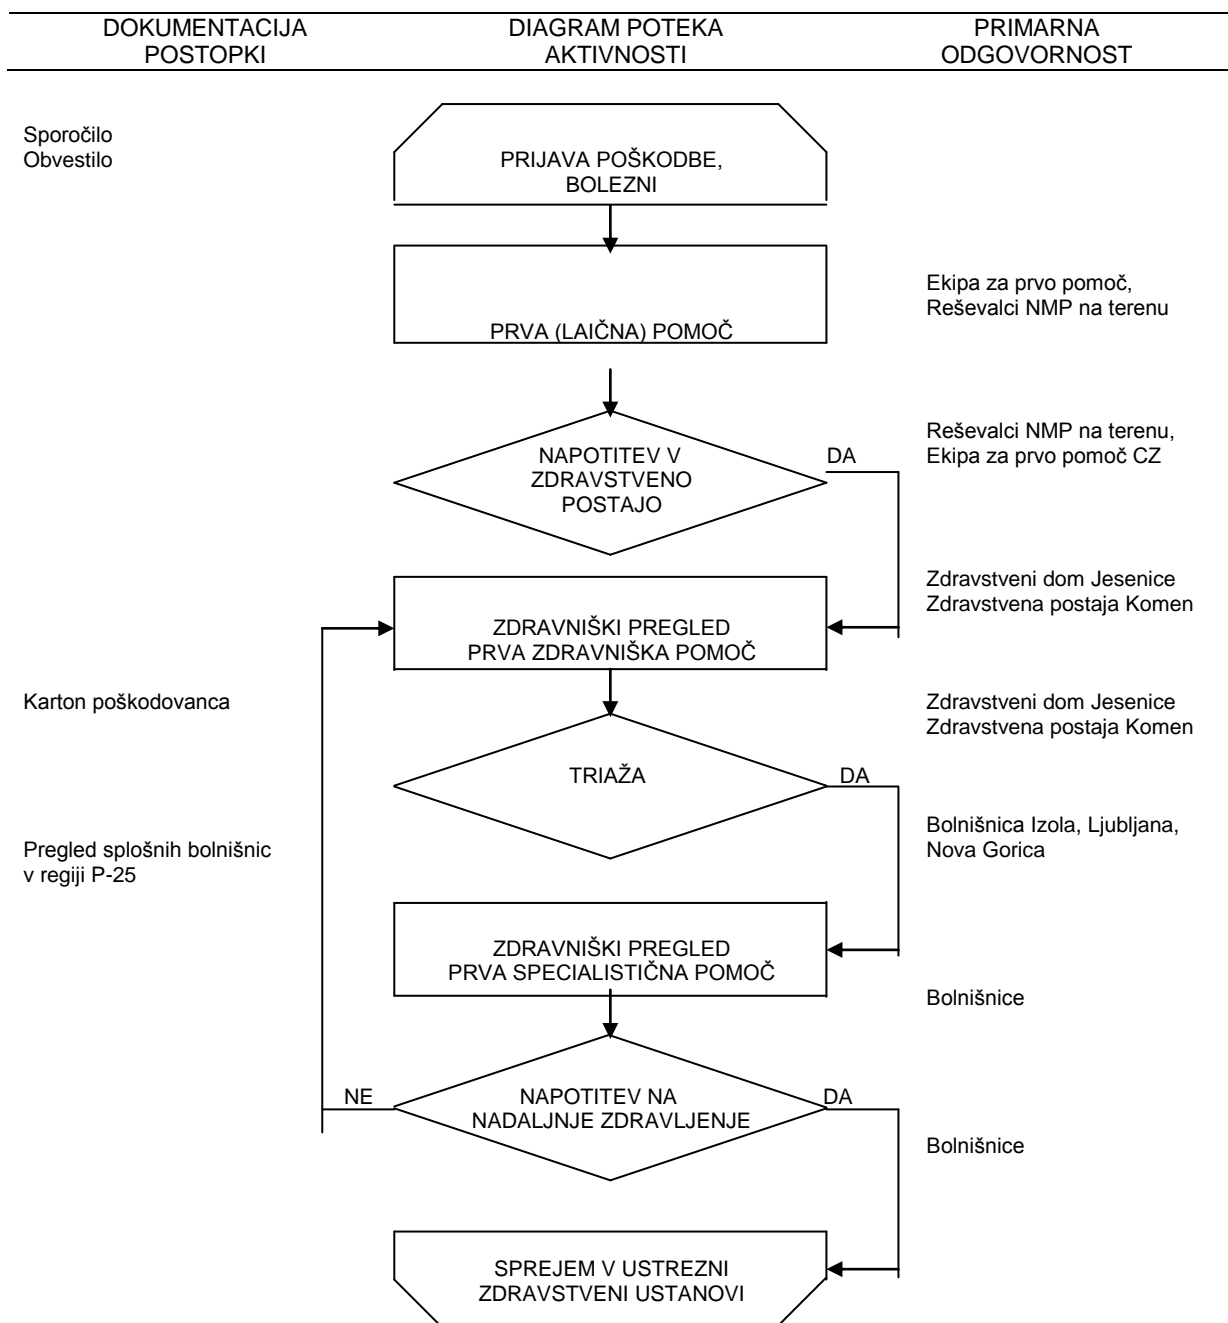 DOKUMENTACIJA
POSTOPKI
DIAGRAM POTEKA
AKTIVNOSTI
PRIMARNA
ODGOVORNOST
Sporočilo
Obvestilo
PRIJAVA POŠKODBE,
BOLEZNI
PRVA (LAIČNA) POMOČ
Ekipa za prvo pomoč,
Reševalci NMP na terenu
NAPOTITEV V
ZDRAVSTVENO
POSTAJO
DA
Reševalci NMP na terenu,
Ekipa za prvo pomoč CZ
ZDRAVNIŠKI PREGLED
PRVA ZDRAVNIŠKA POMOČ
Zdravstveni dom Jesenice
Zdravstvena postaja Komen
Karton poškodovanca
TRIAŽA
DA
Zdravstveni dom Jesenice
Zdravstvena postaja Komen
Pregled splošnih bolnišnic
v regiji P-25
Bolnišnica Izola, Ljubljana,
Nova Gorica
ZDRAVNIŠKI PREGLED
PRVA SPECIALISTIČNA POMOČ
Bolnišnice
NE
NAPOTITEV NA
NADALJNJE ZDRAVLJENJE
DA
Bolnišnice
SPREJEM V USTREZNI
ZDRAVSTVENI USTANOVI